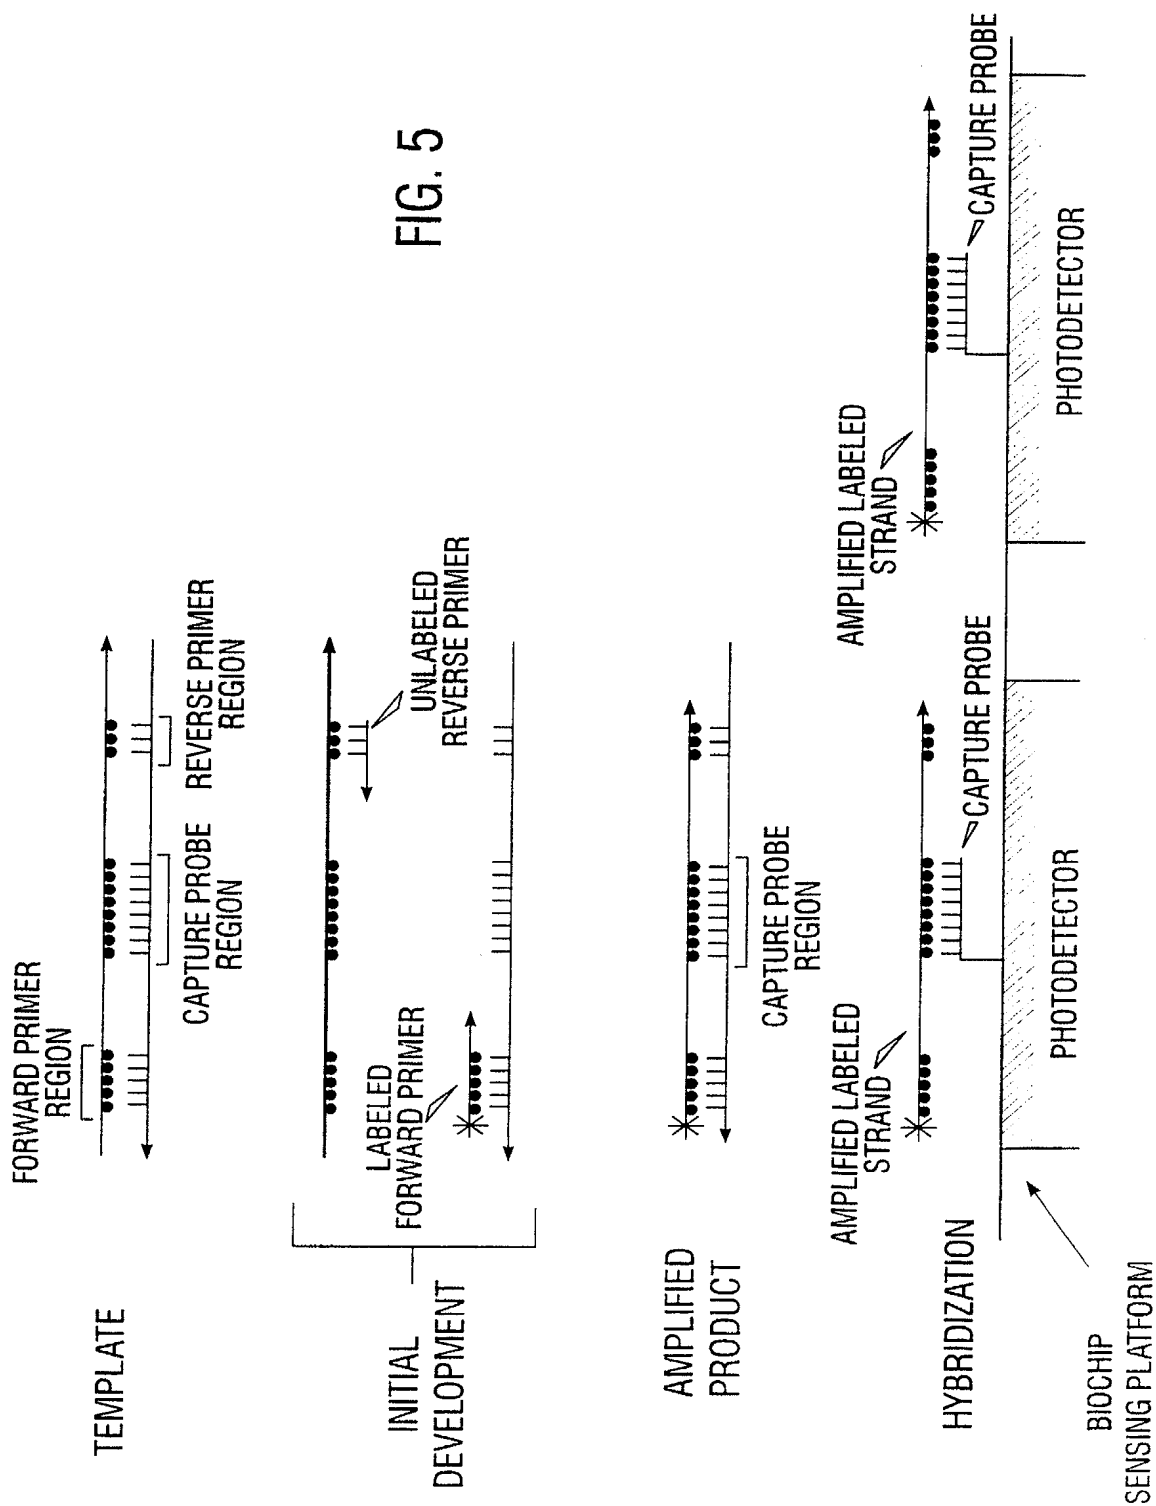 FIG. 5
TEMPLATE
FORWARD PRIMER
REGION
CAPTURE PROBE
REGION
REVERSE PRIMER
REGION
INITIAL
DEVELOPMENT
LABELED
FORWARD PRIMER
UNLABELED
REVERSE PRIMER
AMPLIFIED
PRODUCT
CAPTURE PROBE
REGION
HYBRIDIZATION
AMPLIFIED LABELED
STRAND
CAPTURE PROBE
AMPLIFIED LABELED
STRAND
CAPTURE PROBE
PHOTODETECTOR
PHOTODETECTOR
BIOCHIP
SENSING PLATFORM